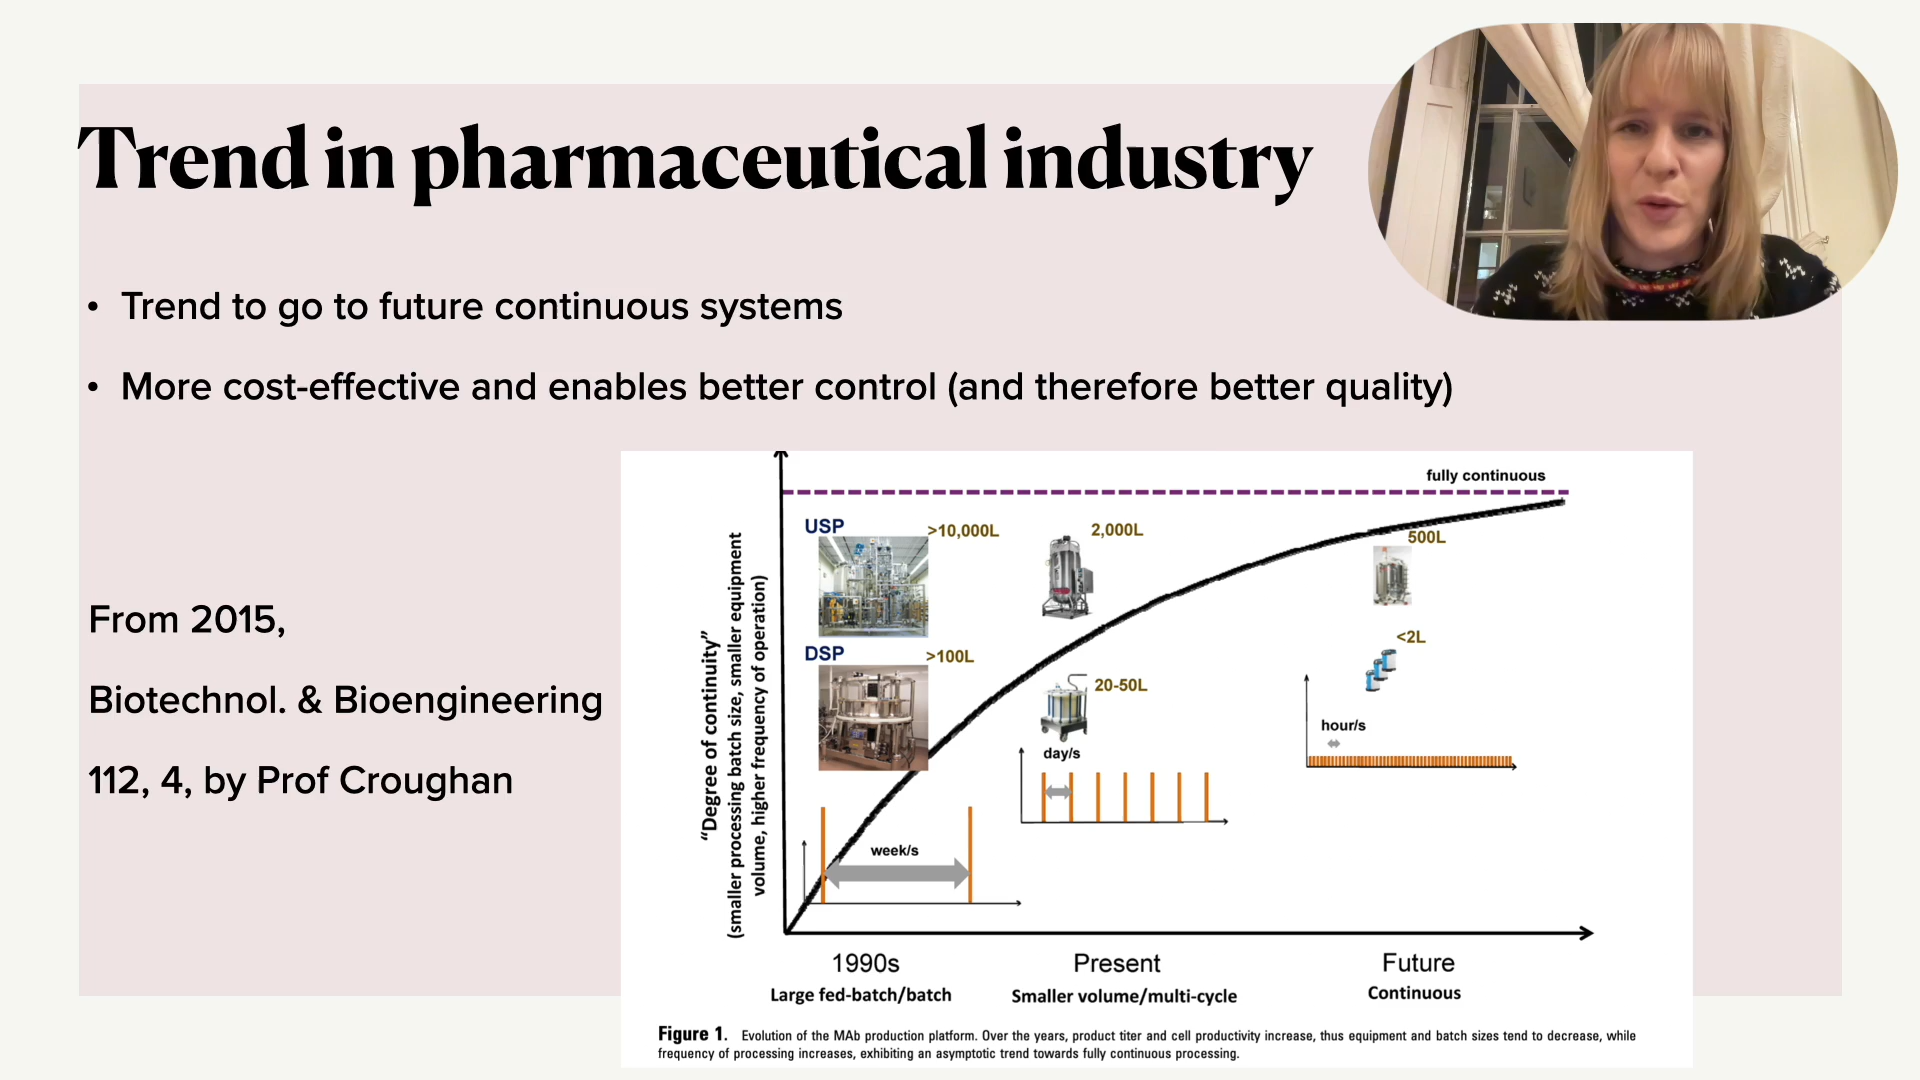 Trend in pharmaceutical industry
• Trend to go to future continuous systems
• More cost-effective and enables better control (and therefore better quality)
From 2015,
Biotechnol. & Bioengineering
112, 4, by Prof Croughan
fully continuous
"Degree of continuity"
(smaller processing batch size, smaller equipment
volume, higher frequency of operation)
USP
>10,000L
2,000L
500L
DSP
>100L
20-50L
<2L
week/s
day/s
hour/s
1990s
Large fed-batch/batch
Present
Smaller volume/multi-cycle
Future
Continuous
Figure 1. Evolution of the MAb production platform. Over the years, product titer and cell productivity increase, thus equipment and batch sizes tend to decrease, while
frequency of processing increases, exhibiting an asymptotic trend towards fully continuous processing.